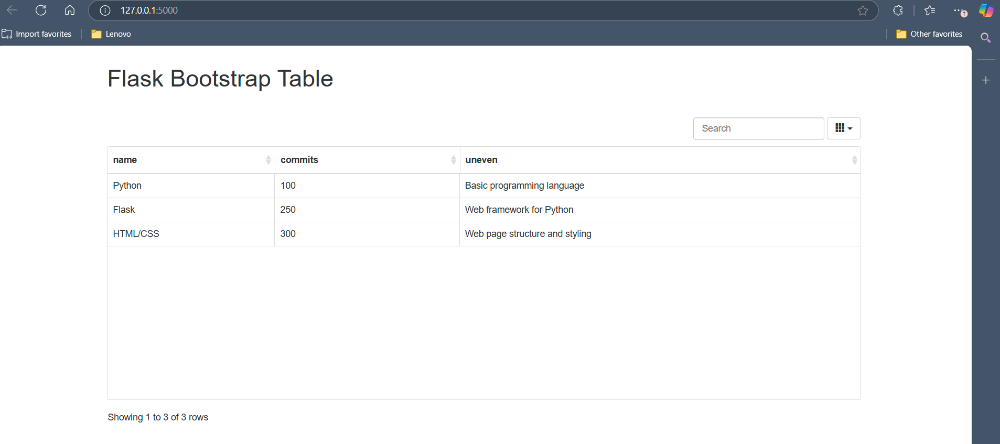 127.0.0.1:5000
Import favorites Lenovo Other favorites
Flask Bootstrap Table
Search
name commits uneven
Python 100 Basic programming language
Flask 250 Web framework for Python
HTML/CSS 300 Web page structure and styling
Showing 1 to 3 of 3 rows